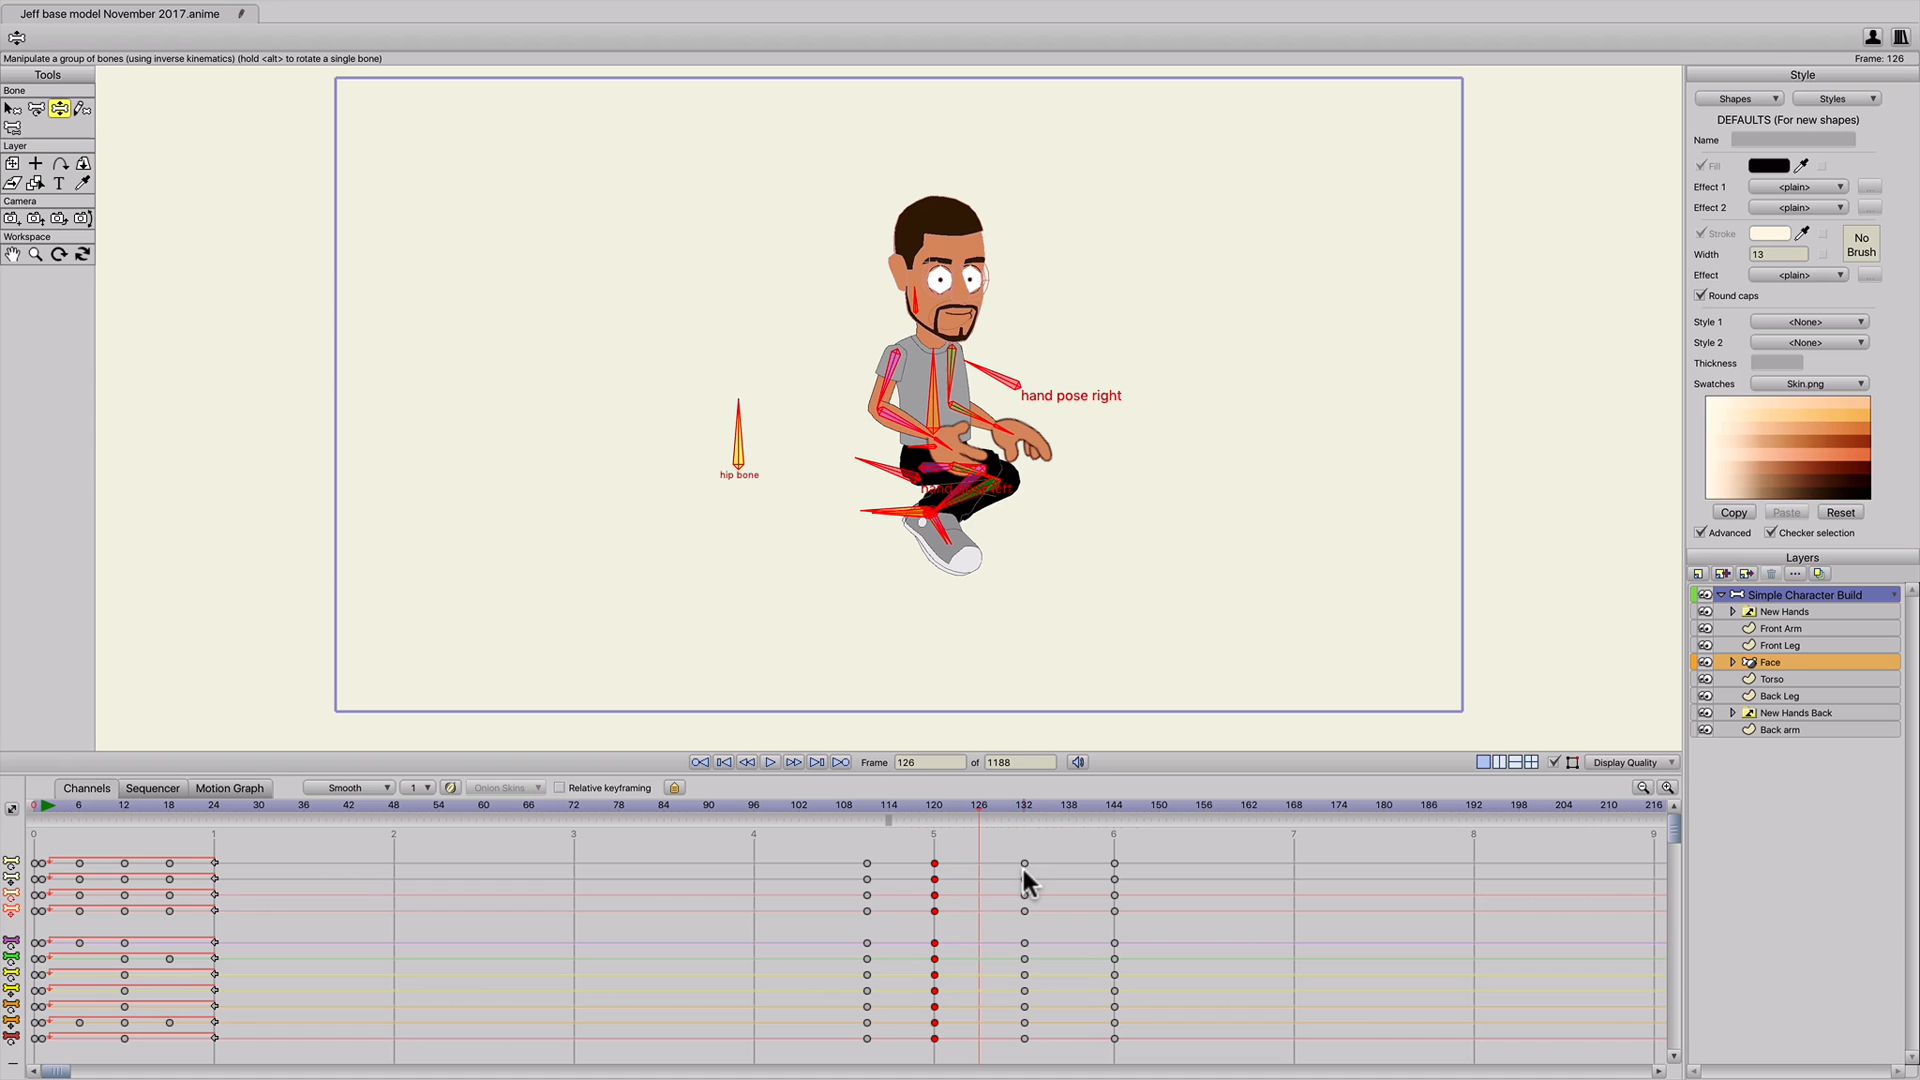 Jeff base model November 2017.anime
Manipulate a group of bones (using inverse kinematics) (hold <alt> to rotate a single bone)
Frame: 126
Tools
Bone
Layer
T
Camera
Workspace
hand pose right
hip bone
hand pose left
Style
Shapes
Styles
DEFAULTS (For new shapes)
Name
Fill
Effect 1
<plain>
...
Effect 2
<plain>
...
Stroke
No Brush
Width
13
Effect
<plain>
...
Round caps
Style 1
<None>
Style 2
<None>
Thickness
Swatches
Skin.png
Copy
Paste
Reset
Advanced
Checker selection
Layers
Simple Character Build
New Hands
Front Arm
Front Leg
Face
Torso
Back Leg
New Hands Back
Back arm
Frame
126
of
1188
Display Quality
Channels
Sequencer
Motion Graph
Smooth
1
Onion Skins
Relative keyframing
0 6 12 18 24 30 36 42 48 54 60 66 72 78 84 90 96 102 108 114 120 126 132 138 144 150 156 162 168 174 180 186 192 198 204 210 216
0 1 2 3 4 5 6 7 8 9